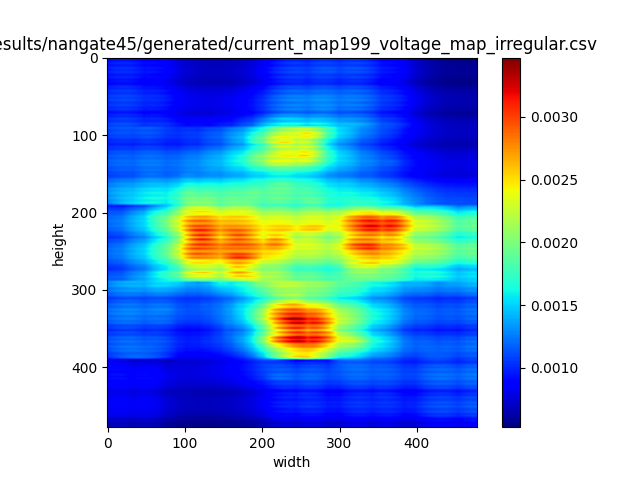 esults/nangate45/generated/current_map199_voltage_map_irregular.csv
0
100
200
300
400
height
0 100 200 300 400
width
0.0030
0.0025
0.0020
0.0015
0.0010